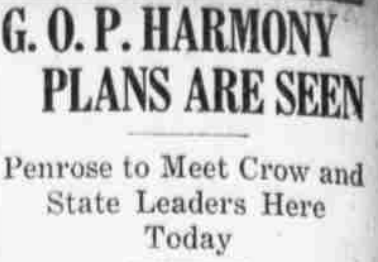 G. O. P. HARMONY
PLANS ARE SEEN
Penrose to Meet Crow and
State Leaders Here
Today